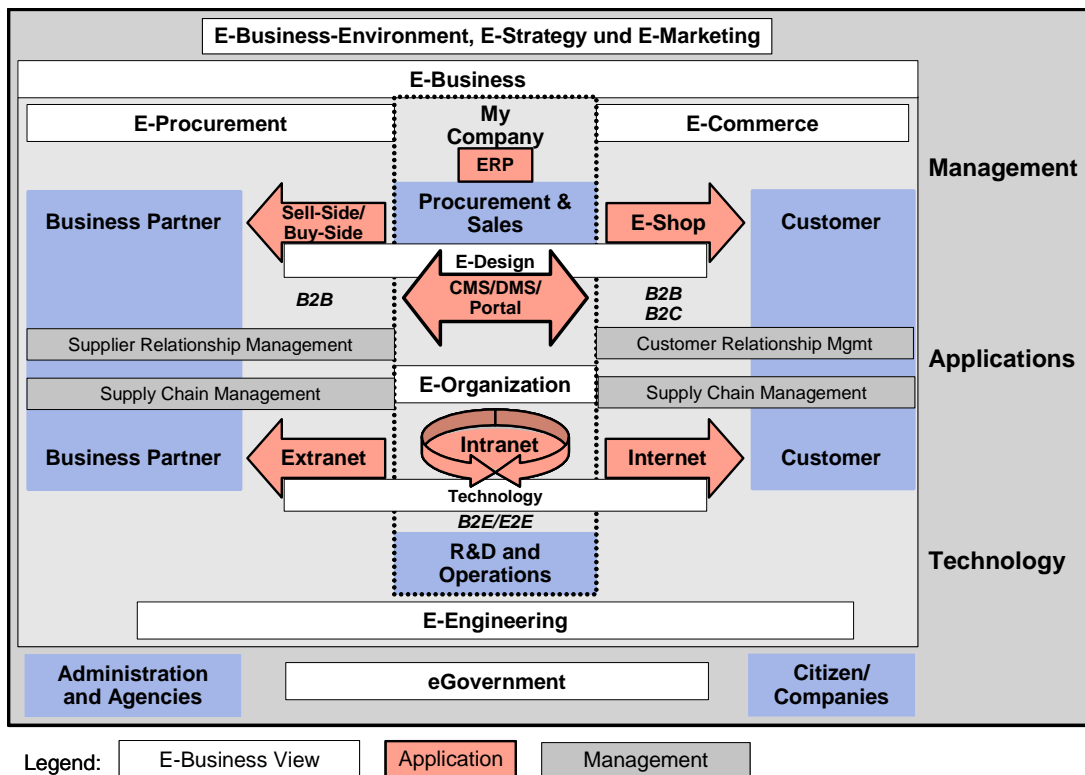 E-Business-Environment, E-Strategy und E-Marketing
E-Business
E-Procurement
My
Company
E-Commerce
ERP
Management
Business Partner
Sell-Side/
Buy-Side
Procurement &
Sales
E-Shop
Customer
E-Design
B2B
CMS/DMS/
Portal
B2B
B2C
Supplier Relationship Management
Customer Relationship Mgmt
Applications
Supply Chain Management
E-Organization
Supply Chain Management
Business Partner
Extranet
Intranet
Internet
Customer
Technology
B2E/E2E
R&D and
Operations
Technology
E-Engineering
Administration
and Agencies
eGovernment
Citizen/
Companies
Legend:
E-Business View
Application
Management